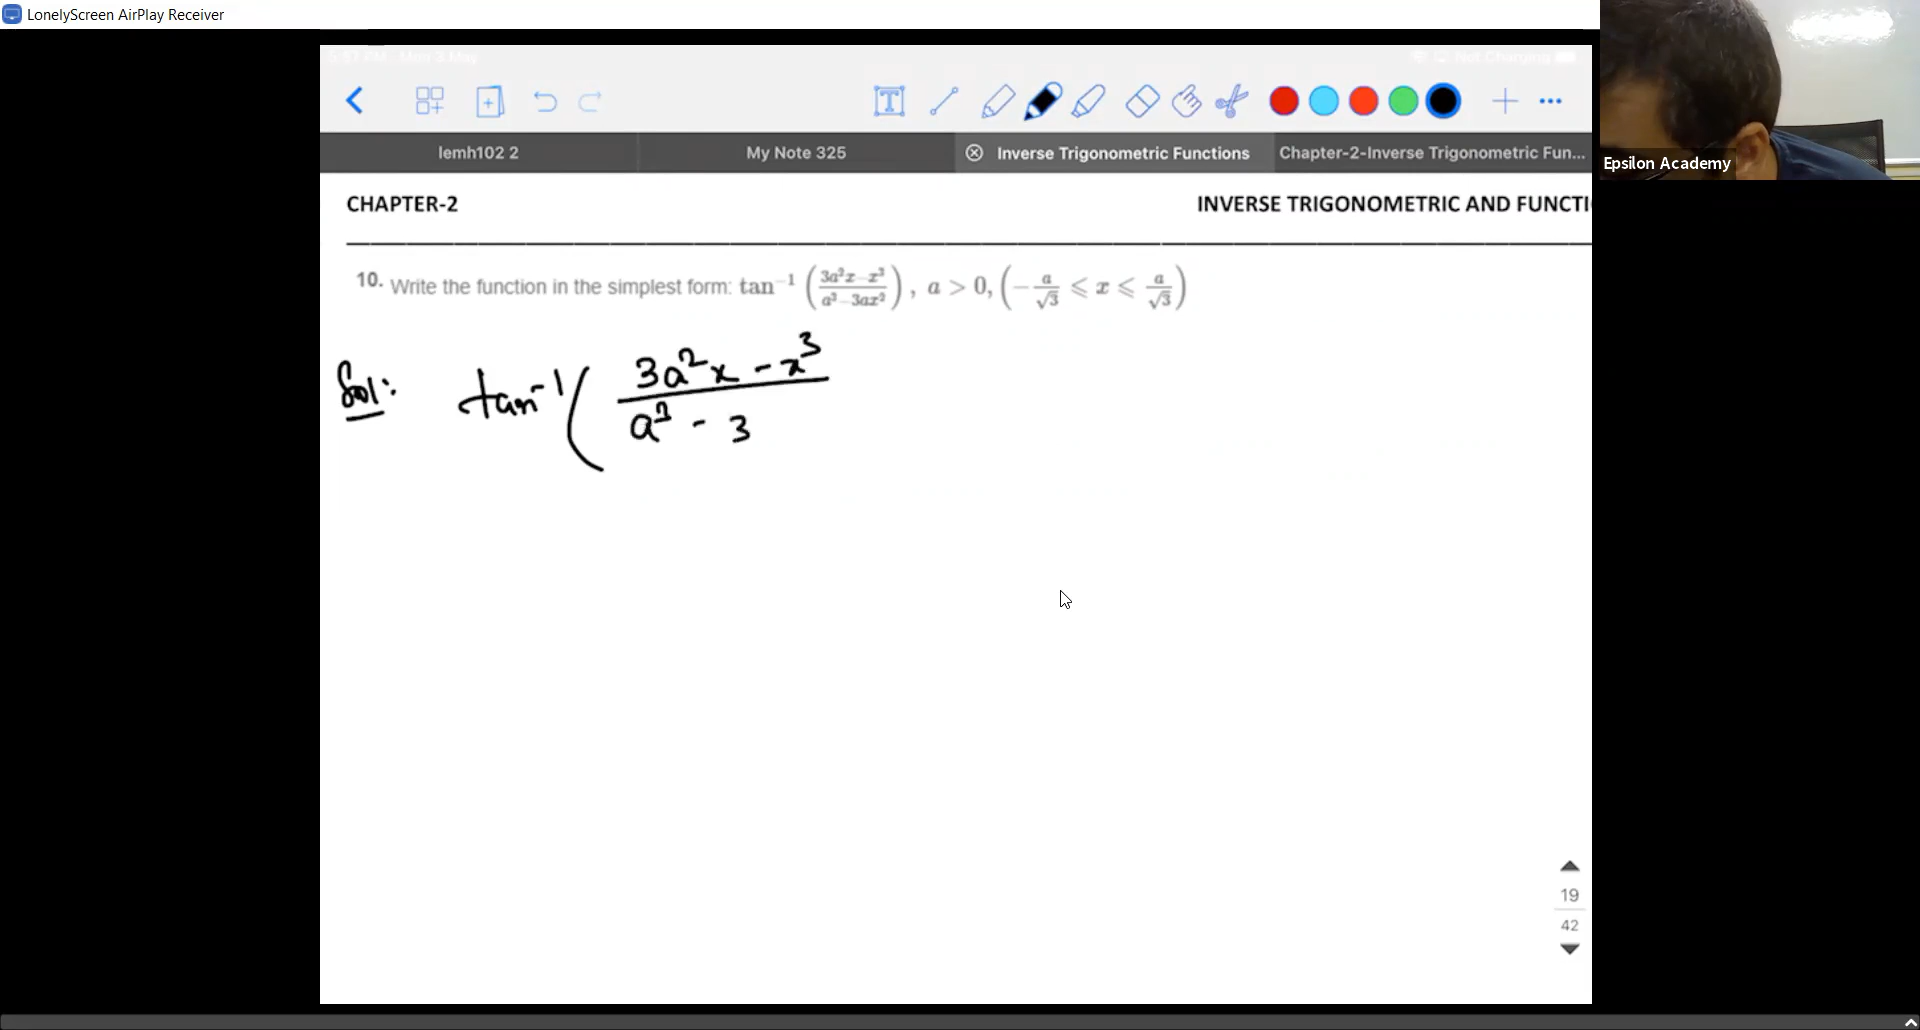 LonelyScreen AirPlay Receiver
T
lemh102 2
My Note 325
Inverse Trigonometric Functions
Chapter-2-Inverse Trigonometric Fun...
Epsilon Academy
CHAPTER-2
INVERSE TRIGONOMETRIC AND FUNCTI
10. Write the function in the simplest form: tan⁻¹ ((3a²x−x³)/(a³−3ax²)), a > 0, (−a/√3 ⩽ x ⩽ a/√3)
Sol: tan⁻¹( (3a²x - x³)/(a³ - 3
19
42